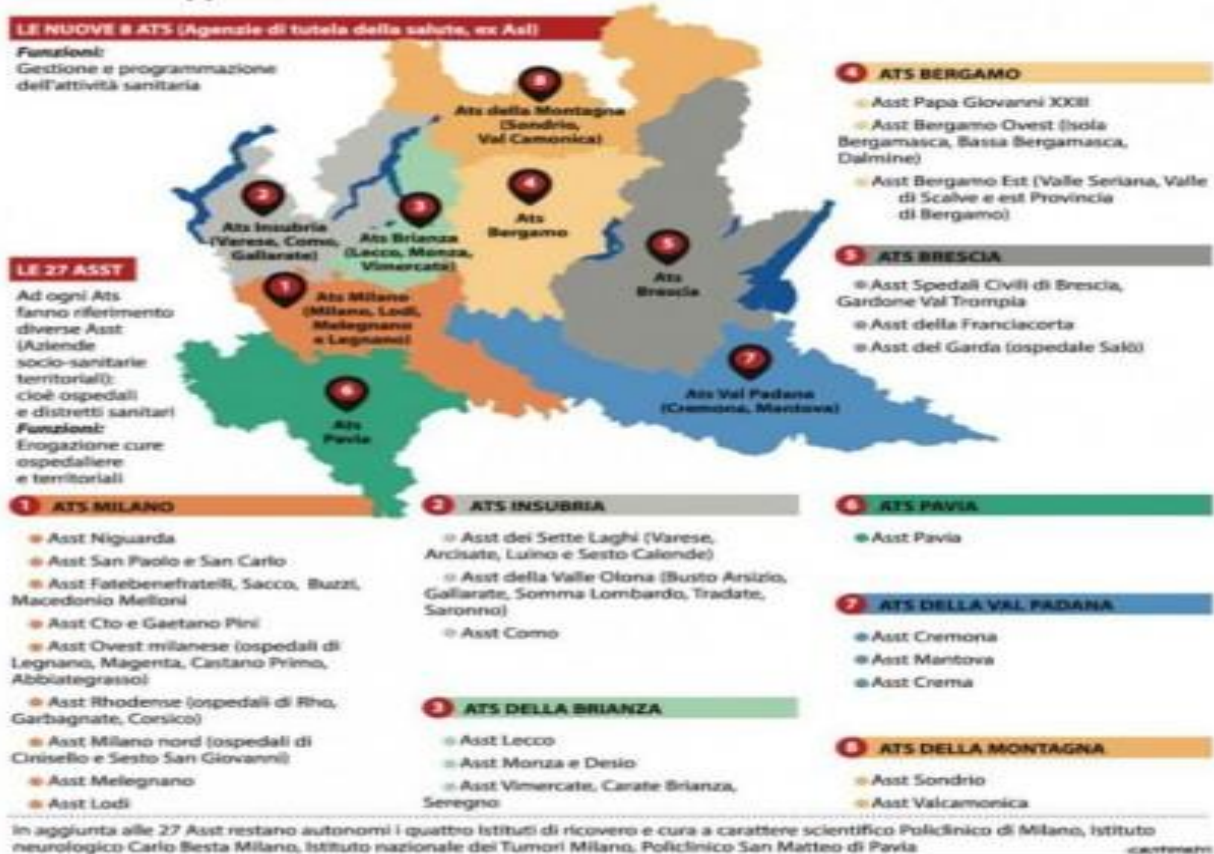 LE NUOVE 8 ATS (Agenzie di tutela della salute, ex Asl)
Funzioni:
Gestione e programmazione
dell'attività sanitaria
8
Ats della Montagna
(Sondrio,
Val Camonica)
2
Ats Insubria
(Varese, Como,
Gallarate)
3
Ats Brianza
(Lecco, Monza,
Vimercate)
4
Ats
Bergamo
5
Ats
Brescia
1
Ats Milano
(Milano, Lodi,
Melegnano
e Legnano)
6
Ats
Pavia
7
Ats Val Padana
(Cremona, Mantova)
LE 27 ASST
Ad ogni Ats
fanno riferimento
diverse Asst
(Aziende
socio-sanitarie
territoriali):
cioè ospedali
e distretti sanitari
Funzioni:
Erogazione cure
ospedaliere
e territoriali
4 ATS BERGAMO
Asst Papa Giovanni XXIII
Asst Bergamo Ovest (Isola
Bergamasca, Bassa Bergamasca,
Dalmine)
Asst Bergamo Est (Valle Seriana, Valle
di Scalve e est Provincia
di Bergamo)
5 ATS BRESCIA
Asst Spedali Civili di Brescia,
Gardone Val Trompia
Asst della Franciacorta
Asst del Garda (ospedale Salò)
1 ATS MILANO
Asst Niguarda
Asst San Paolo e San Carlo
Asst Fatebenefratelli, Sacco, Buzzi,
Macedonio Melloni
Asst Cto e Gaetano Pini
Asst Ovest milanese (ospedali di
Legnano, Magenta, Castano Primo,
Abbiategrasso)
Asst Rhodense (ospedali di Rho,
Garbagnate, Corsico)
Asst Milano nord (ospedali di
Cinisello e Sesto San Giovanni)
Asst Melegnano
Asst Lodi
2 ATS INSUBRIA
Asst dei Sette Laghi (Varese,
Arcisate, Luino e Sesto Calende)
Asst della Valle Olona (Busto Arsizio,
Gallarate, Somma Lombardo, Tradate,
Saronno)
Asst Como
3 ATS DELLA BRIANZA
Asst Lecco
Asst Monza e Desio
Asst Vimercate, Carate Brianza,
Seregno
6 ATS PAVIA
Asst Pavia
7 ATS DELLA VAL PADANA
Asst Cremona
Asst Mantova
Asst Crema
8 ATS DELLA MONTAGNA
Asst Sondrio
Asst Valcamonica
In aggiunta alle 27 Asst restano autonomi i quattro Istituti di ricovero e cura a carattere scientifico Policlinico di Milano, Istituto
neurologico Carlo Besta Milano, Istituto nazionale dei Tumori Milano, Policlinico San Matteo di Pavia